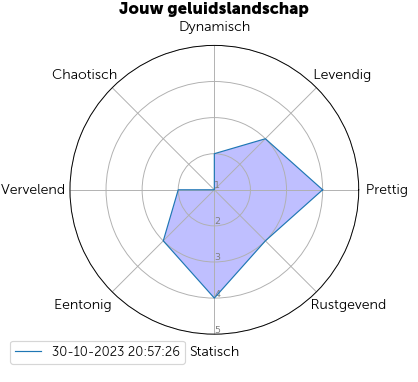 Jouw geluidslandschap
Dynamisch
Chaotisch
Levendig
Vervelend
Prettig
1
2
3
4
5
Eentonig
Rustgevend
Statisch
30-10-2023 20:57:26